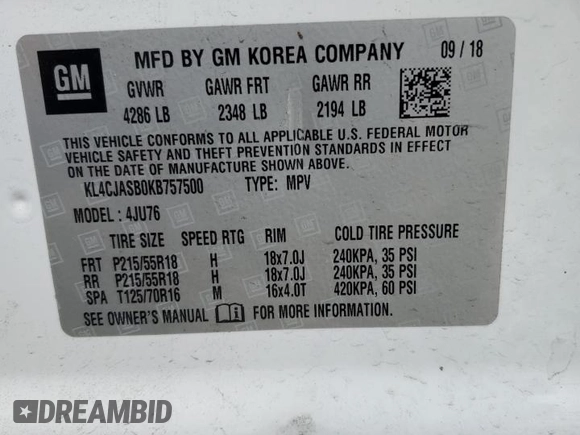 GM
MFD BY GM KOREA COMPANY 09 / 18
GVWR GAWR FRT GAWR RR
4286 LB 2348 LB 2194 LB
THIS VEHICLE CONFORMS TO ALL APPLICABLE U.S. FEDERAL MOTOR
VEHICLE SAFETY AND THEFT PREVENTION STANDARDS IN EFFECT
ON THE DATE OF MANUFACTURE SHOWN ABOVE.
KL4CJASB0KB757500 TYPE: MPV
MODEL: 4JU76
TIRE SIZE SPEED RTG RIM COLD TIRE PRESSURE
FRT P215/55R18 H 18x7.0J 240KPA, 35 PSI
RR P215/55R18 H 18x7.0J 240KPA, 35 PSI
SPA T125/70R16 M 16x4.0T 420KPA, 60 PSI
SEE OWNER'S MANUAL FOR MORE INFORMATION.
DREAMBID